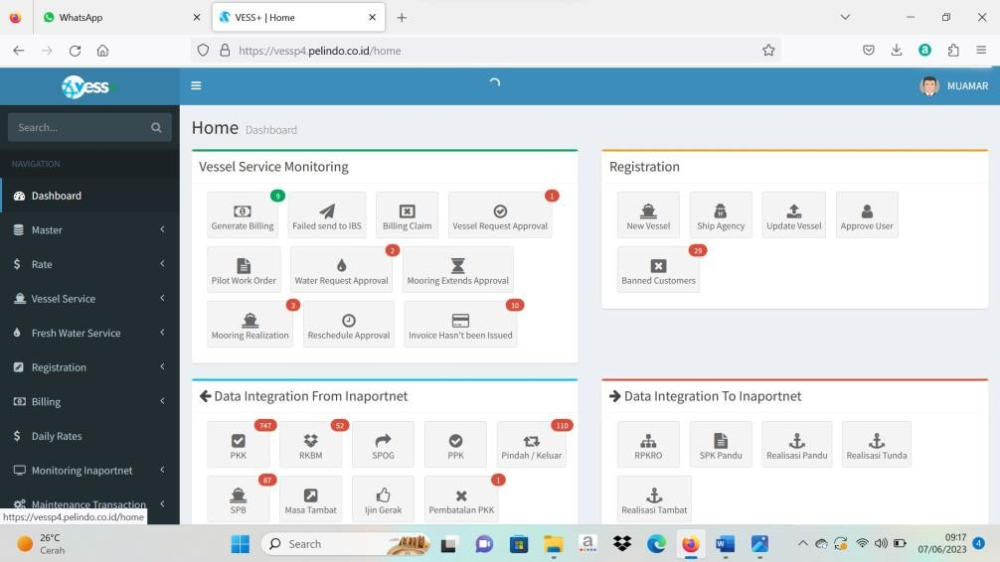 WhatsApp
VESS+ | Home
https://vessp4.pelindo.co.id/home
vess+
MUAMAR
Search...
NAVIGATION
Dashboard
Master
Rate
Vessel Service
Fresh Water Service
Registration
Billing
Daily Rates
Monitoring Inaportnet
Maintenance Transaction
https://vessp4.pelindo.co.id/home
Home Dashboard
Vessel Service Monitoring
9
Generate Billing
Failed send to IBS
Billing Claim
1
Vessel Request Approval
Pilot Work Order
2
Water Request Approval
Mooring Extends Approval
3
Mooring Realization
Reschedule Approval
10
Invoice Hasn't been Issued
Registration
New Vessel
Ship Agency
Update Vessel
Approve User
29
Banned Customers
Data Integration From Inaportnet
747
PKK
52
RKBM
SPOG
PPK
110
Pindah / Keluar
87
SPB
Masa Tambat
Ijin Gerak
1
Pembatalan PKK
Data Integration To Inaportnet
RPKRO
SPK Pandu
Realisasi Pandu
Realisasi Tunda
Realisasi Tambat
26°C
Cerah
Search
09:17
07/06/2023
4